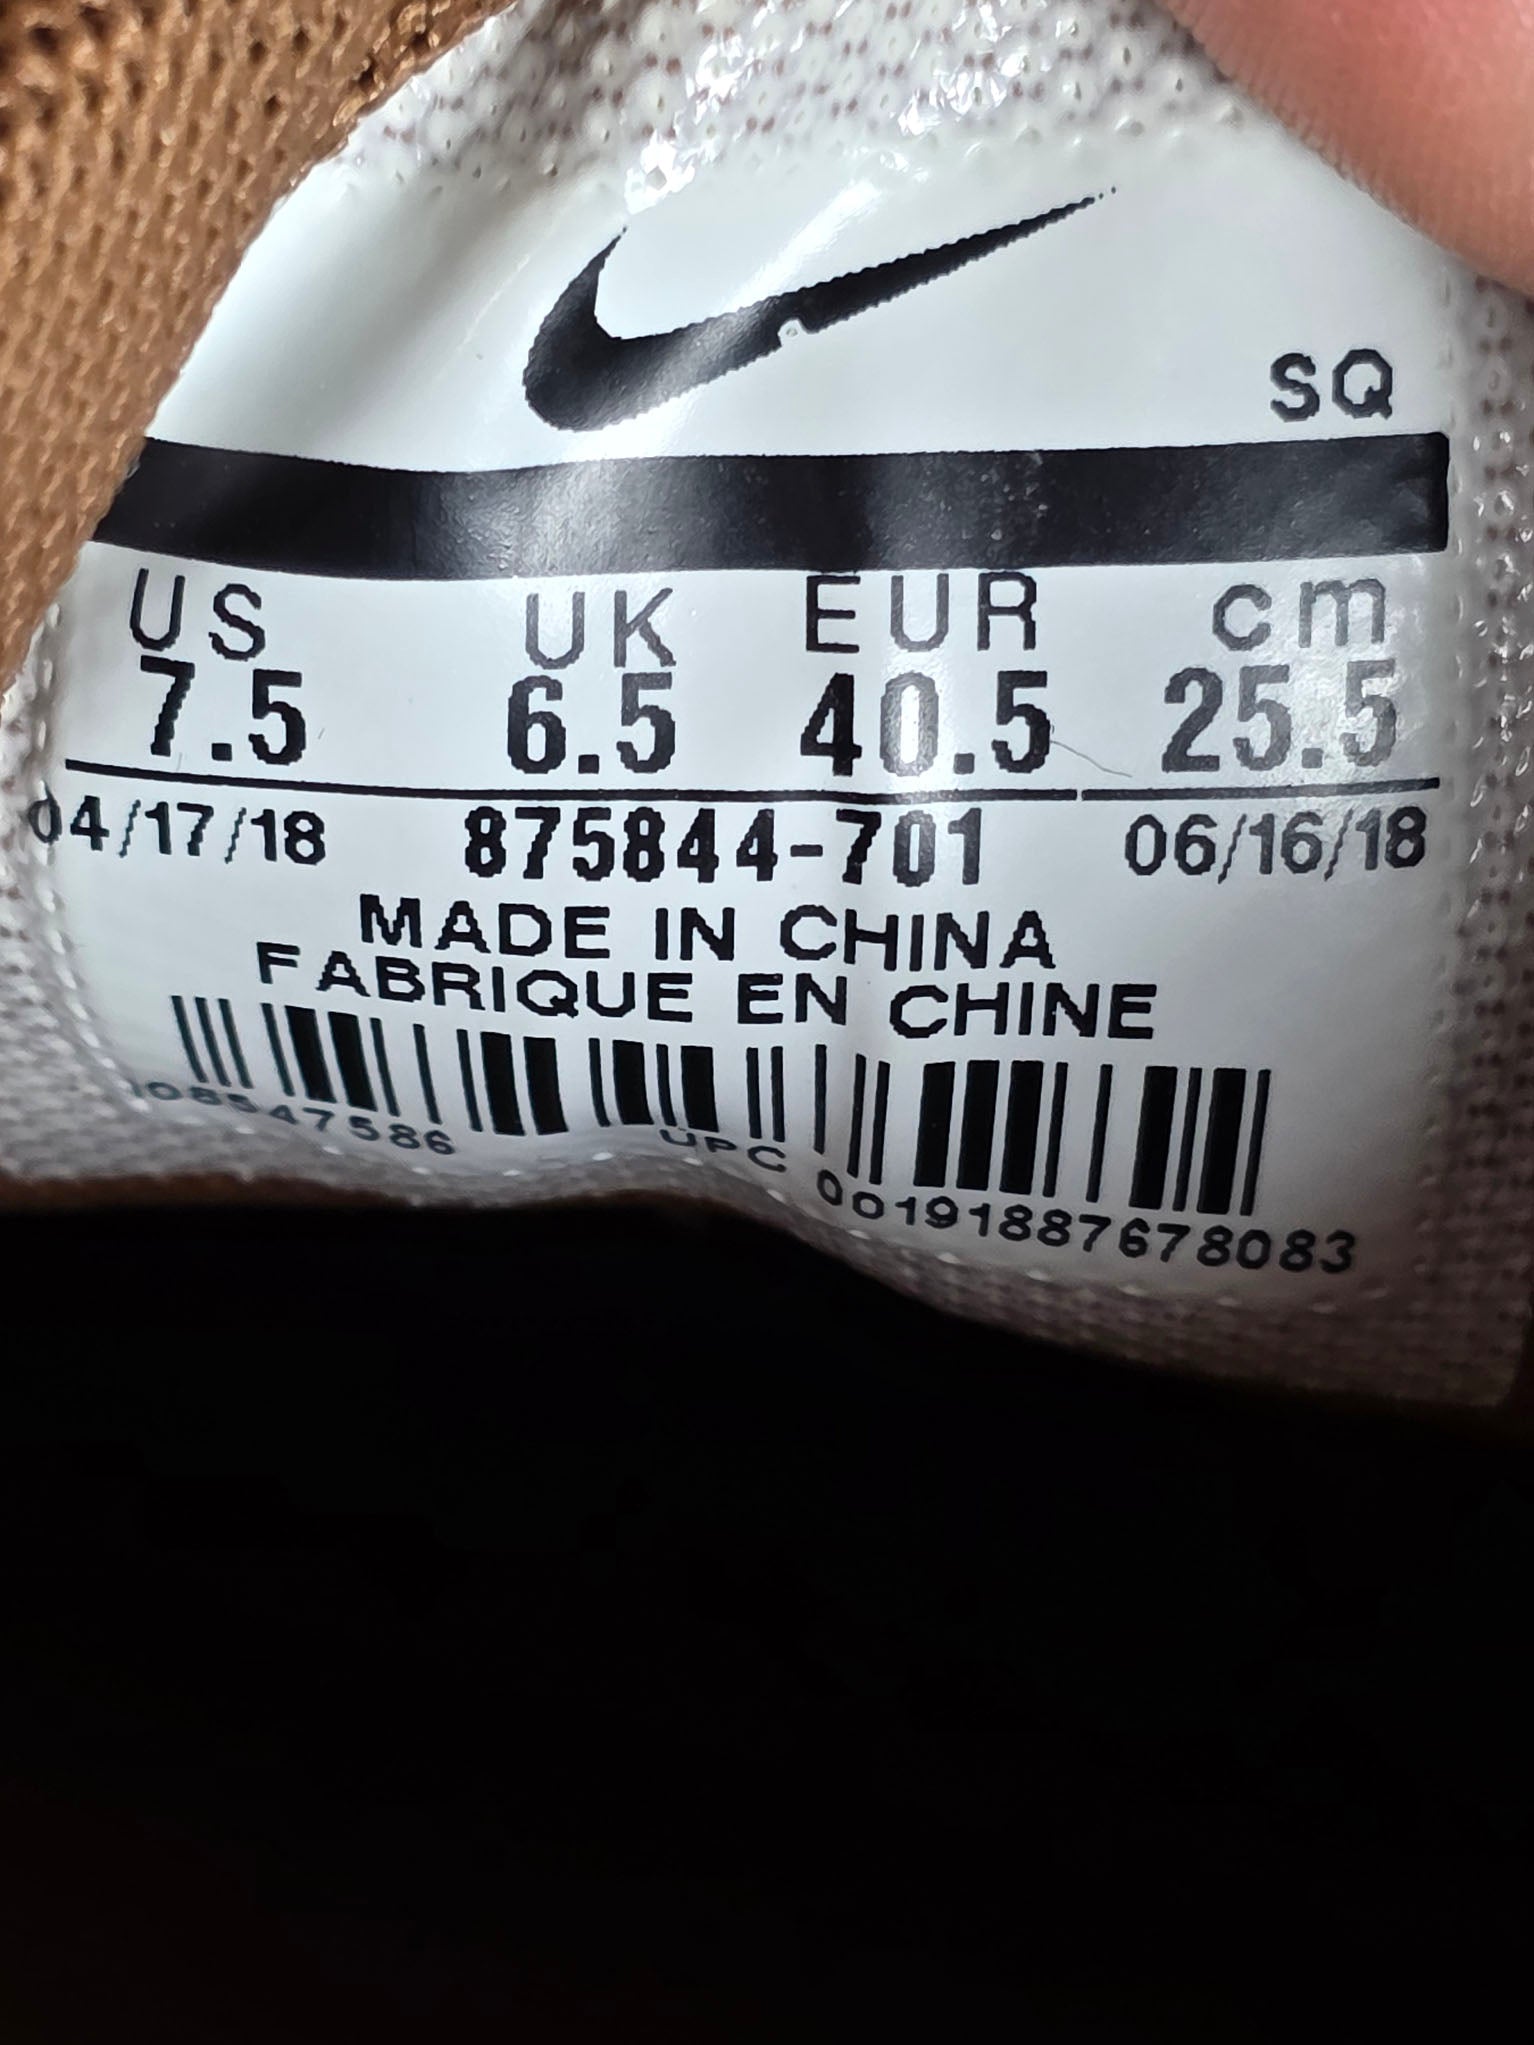 SQ
US UK EUR cm
7.5 6.5 40.5 25.5
04/17/18 875844-701 06/16/18
MADE IN CHINA
FABRIQUE EN CHINE
UPC 00191887678083